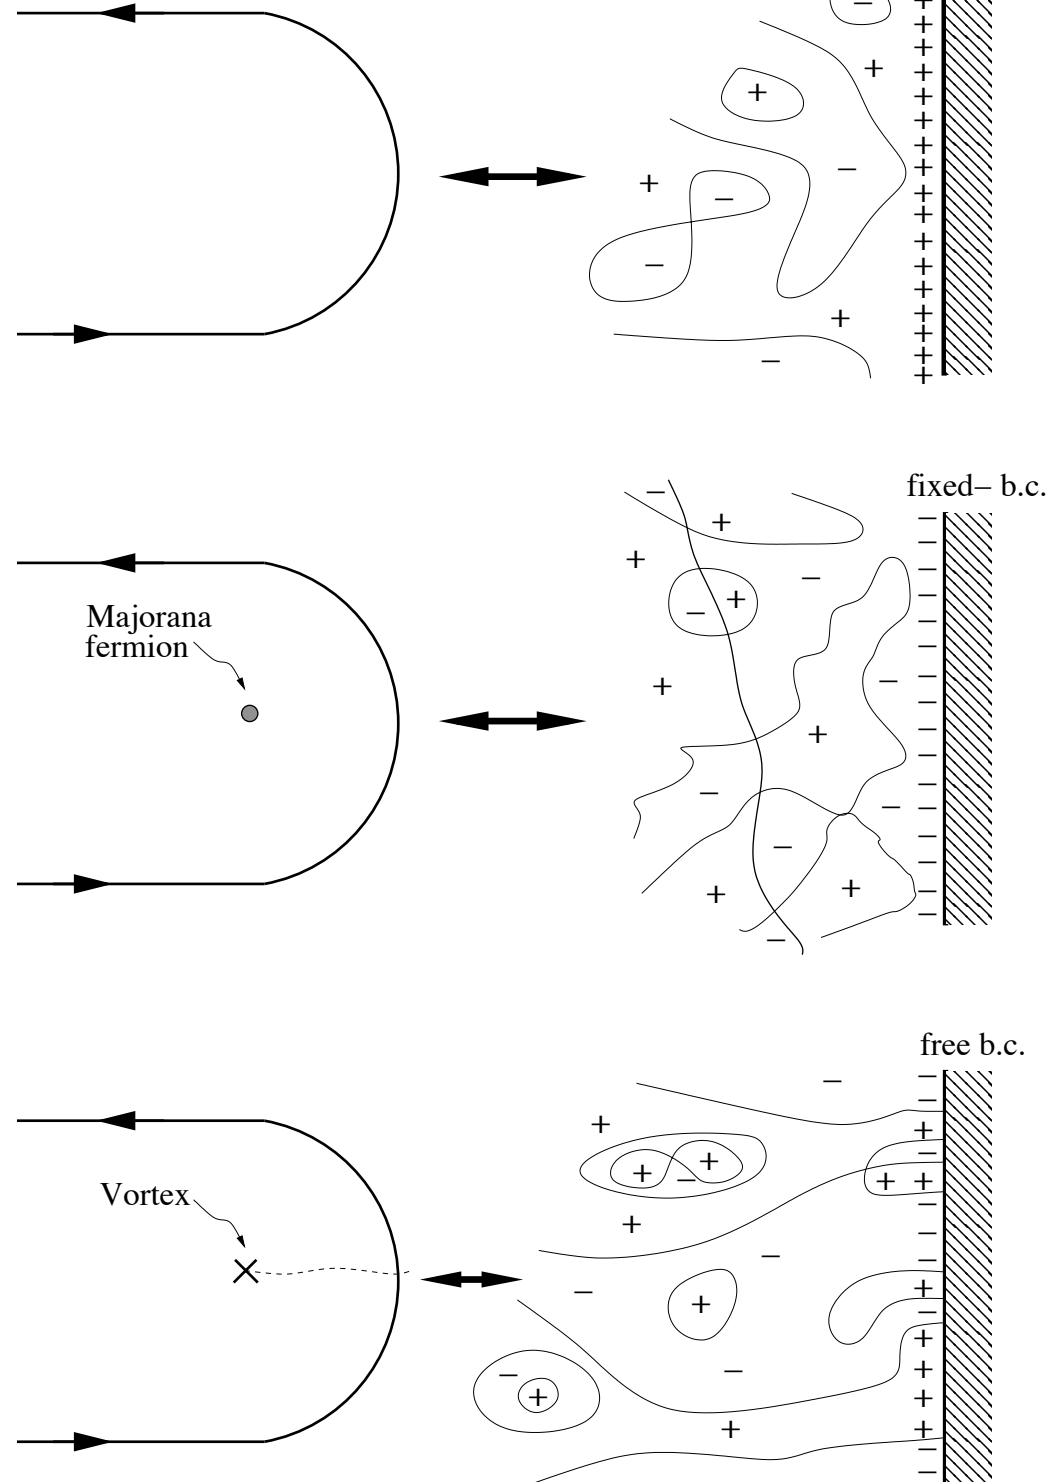 fixed– b.c.
Majorana
fermion
free b.c.
Vortex